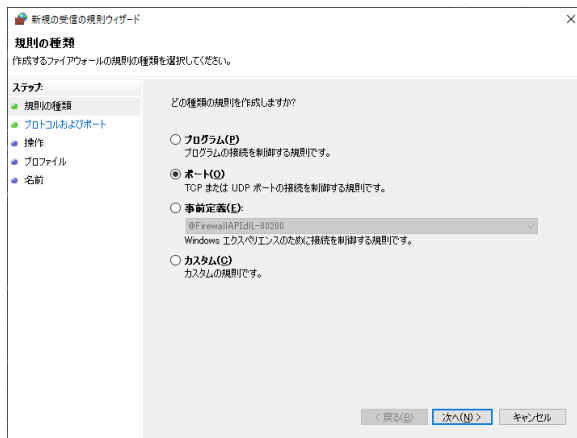 新規の受信の規則ウィザード
規則の種類
作成するファイアウォールの規則の種類を選択してください。
ステップ:
規則の種類
プロトコルおよびポート
操作
プロファイル
名前
どの種類の規則を作成しますか?
プログラム(P)
プログラムの接続を制御する規則です。
ポート(O)
TCP または UDP ポートの接続を制御する規則です。
事前定義(E):
@FirewallAPI.dll,-80200
Windows エクスペリエンスのために接続を制御する規則です。
カスタム(C)
カスタムの規則です。
< 戻る(B)
次へ(N) >
キャンセル